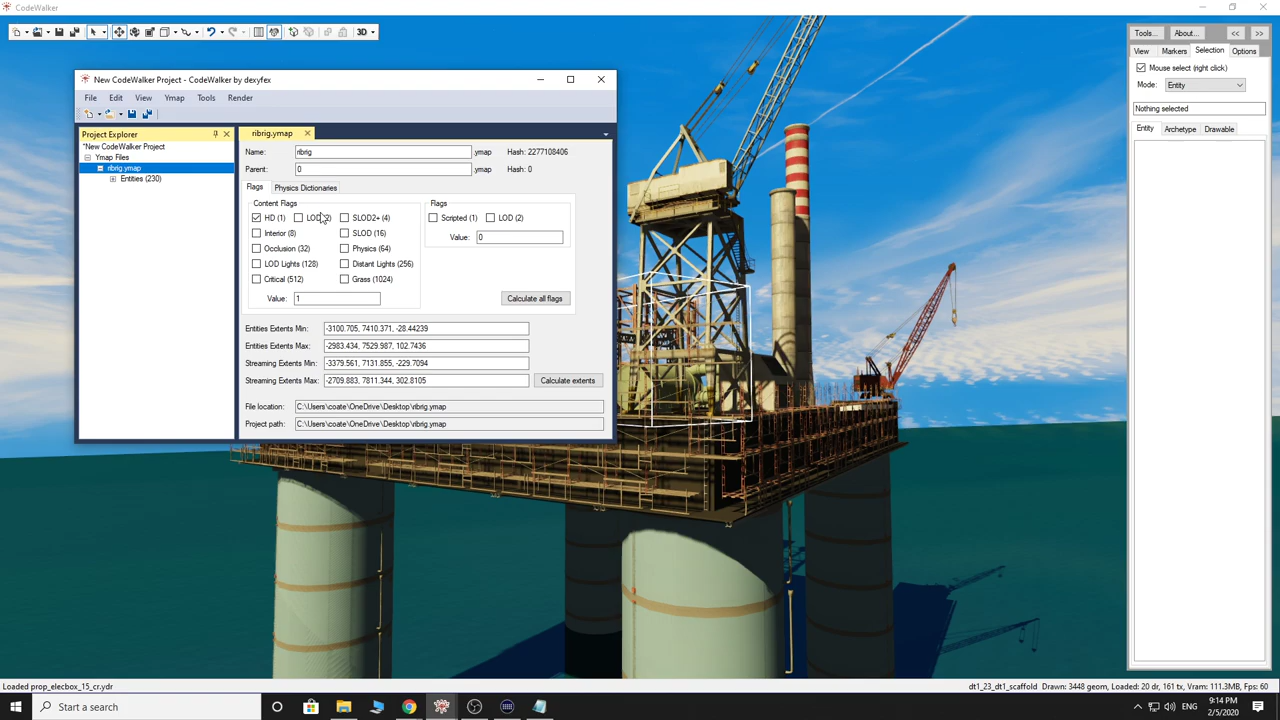 CodeWalker
3D
Tools... About... << >>
View Markers Selection Options
Mouse select (right click)
Mode: Entity
Nothing selected
Entity Archetype Drawable
New CodeWalker Project - CodeWalker by dexyfex
File Edit View Ymap Tools Render
Project Explorer
*New CodeWalker Project
Ymap Files
ribrig.ymap
Entities (230)
ribrig.ymap
Name: ribrig .ymap Hash: 2277108406
Parent: 0 .ymap Hash: 0
Flags Physics Dictionaries
Content Flags
HD (1) LOD (2) SLOD2+ (4)
Interior (8) SLOD (16)
Occlusion (32) Physics (64)
LOD Lights (128) Distant Lights (256)
Critical (512) Grass (1024)
Value: 1
Flags
Scripted (1) LOD (2)
Value: 0
Calculate all flags
Entities Extents Min: -3100.705, 7410.371, -28.44239
Entities Extents Max: -2983.434, 7529.987, 102.7436
Streaming Extents Min: -3379.561, 7131.855, -229.7094
Streaming Extents Max: -2709.883, 7811.344, 302.8105
Calculate extents
File location: C:\Users\coate\OneDrive\Desktop\ribrig.ymap
Project path: C:\Users\coate\OneDrive\Desktop\ribrig.ymap
Loaded prop_elecbox_15_cr.ydr
dt1_23_dt1_scaffold Drawn: 3448 geom, Loaded: 20 dr, 161 tx, Vram: 111.3MB, Fps: 60
Start a search
9:14 PM
2/5/2020